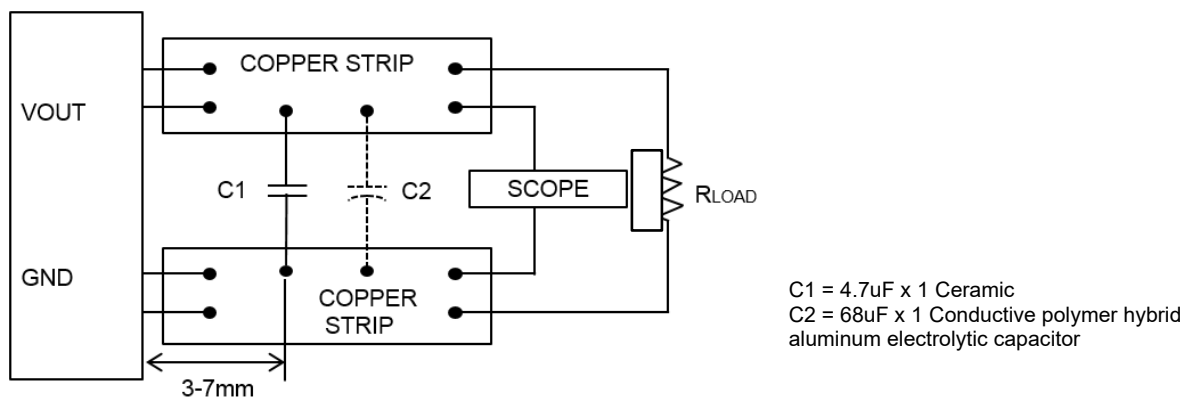 COPPER STRIP
VOUT
C1
C2
SCOPE
RLOAD
GND
COPPER
STRIP
3-7mm
C1 = 4.7uF x 1 Ceramic
C2 = 68uF x 1 Conductive polymer hybrid
aluminum electrolytic capacitor